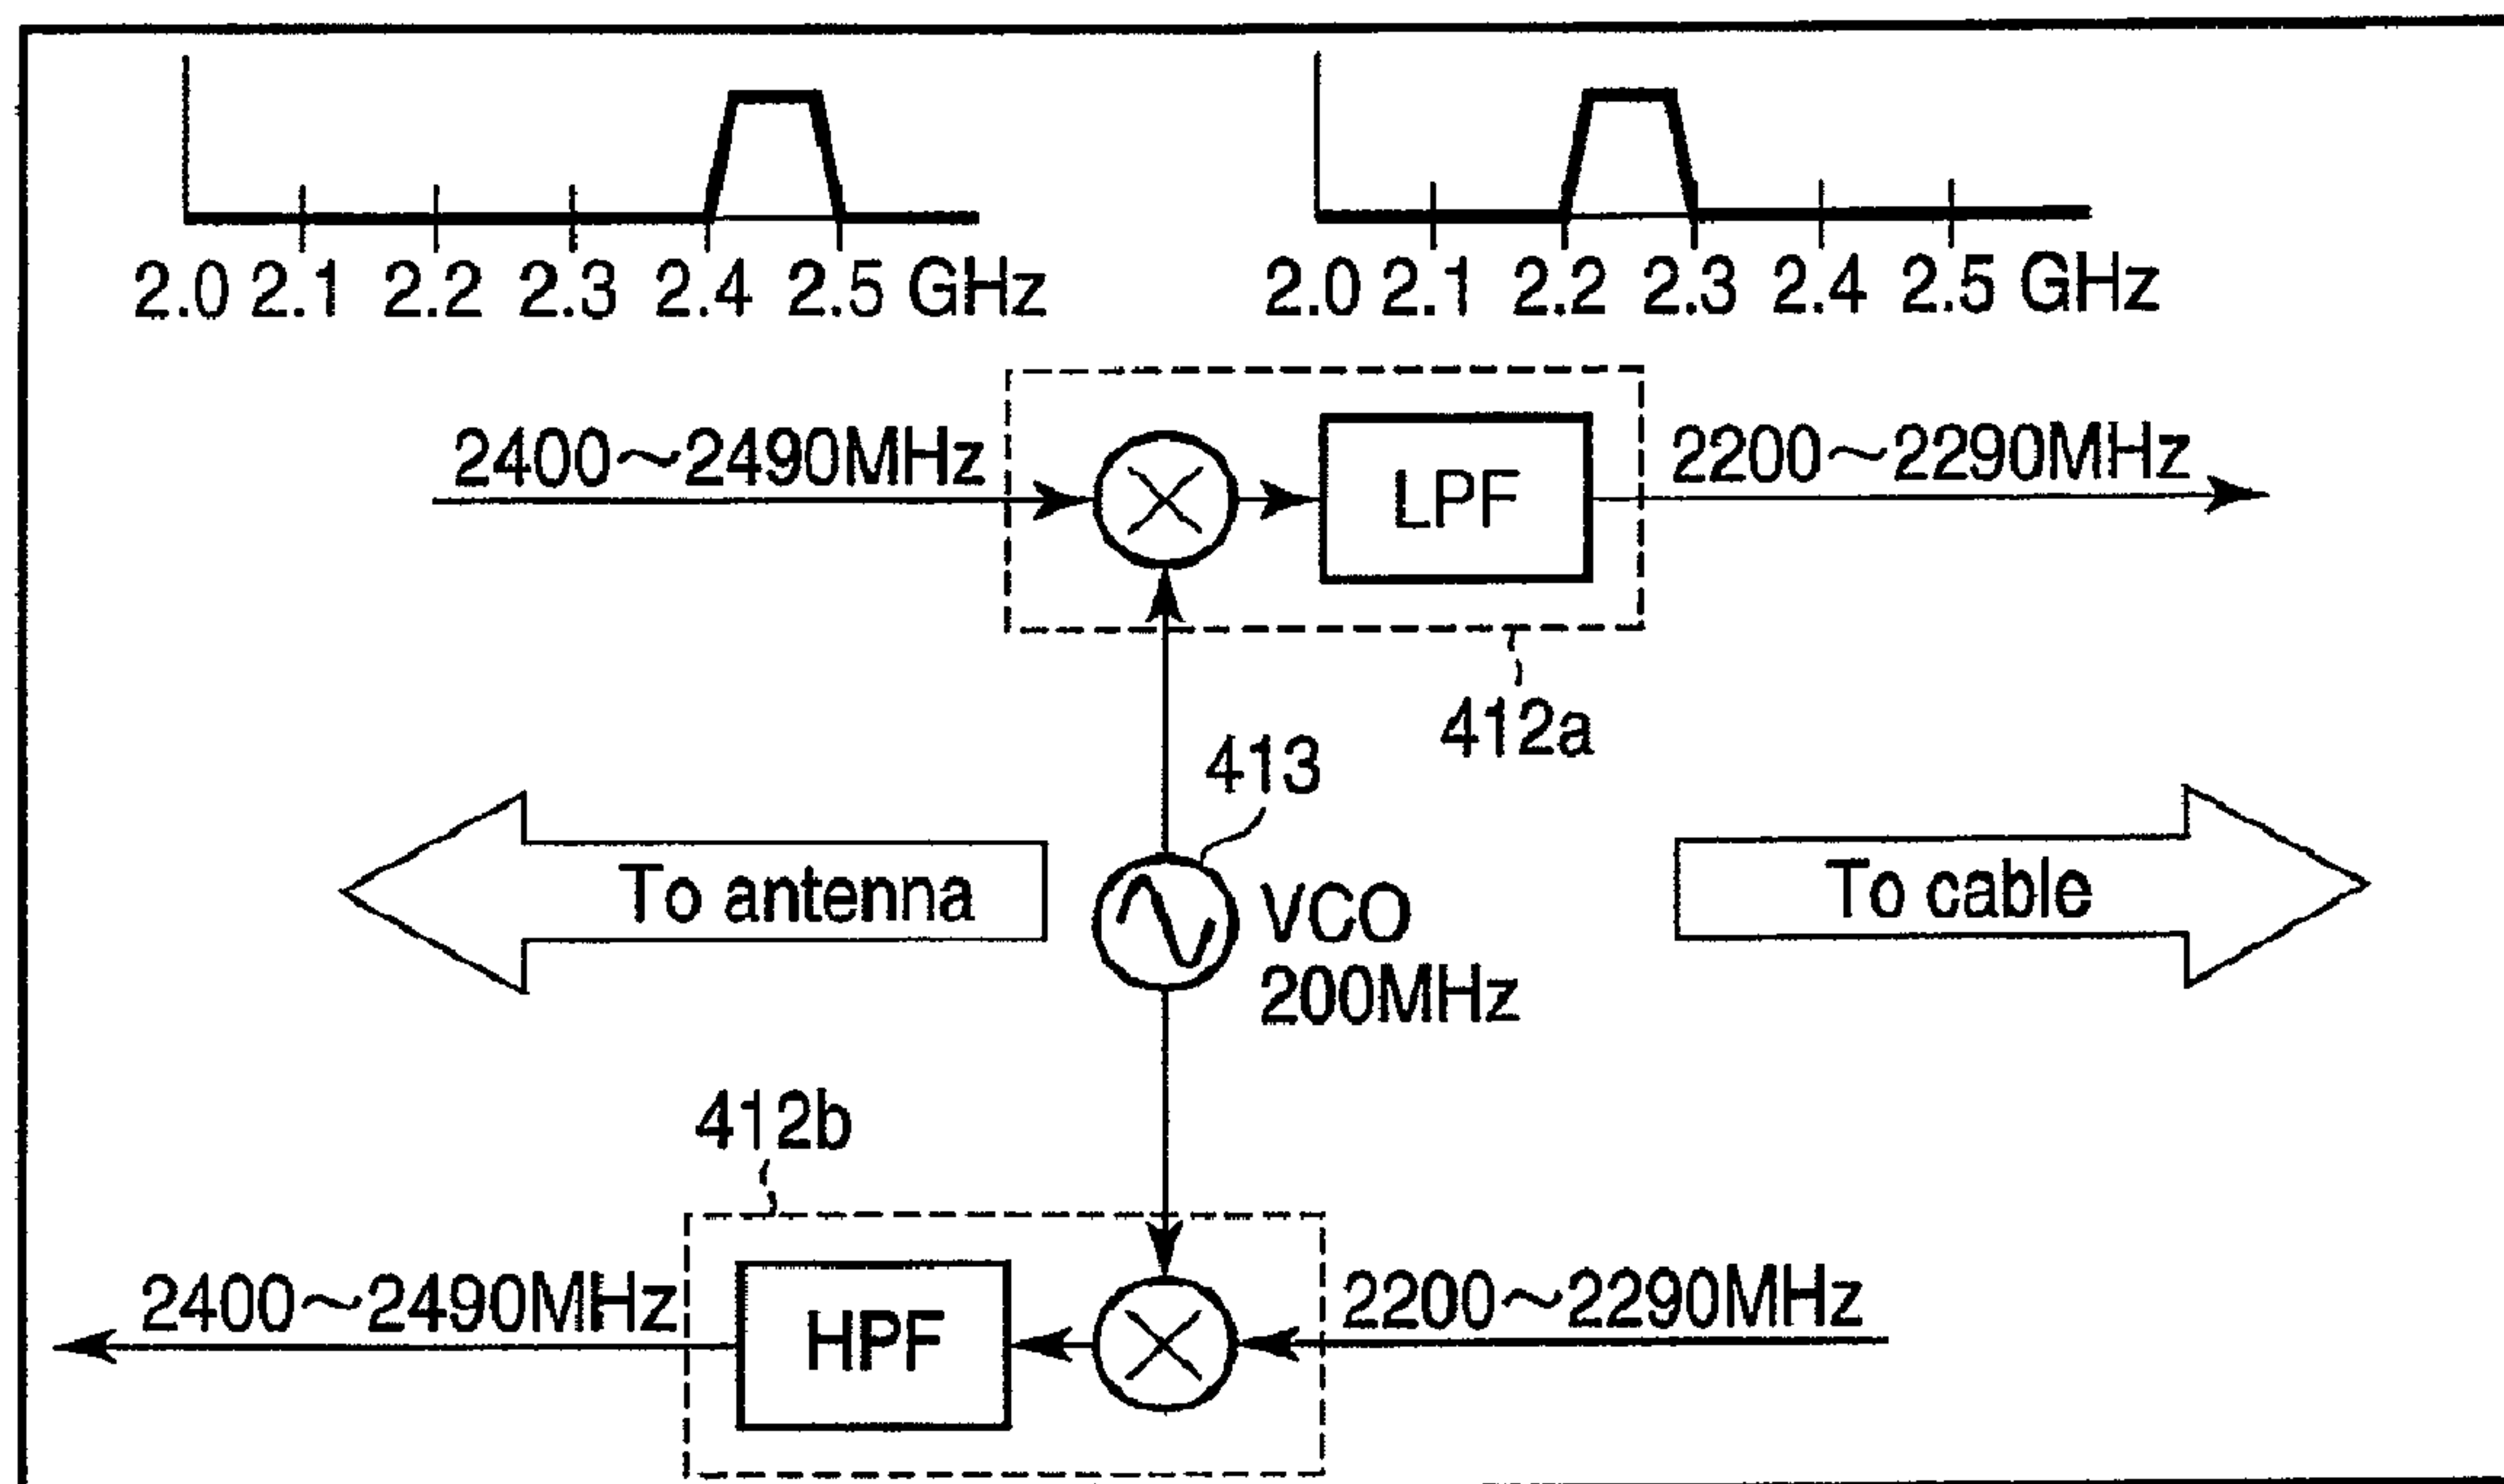 2.0 2.1 2.2 2.3 2.4 2.5 GHz
2.0 2.1 2.2 2.3 2.4 2.5 GHz
2400～2490MHz
LPF
2200～2290MHz
412a
413
To antenna
VCO
200MHz
To cable
412b
2400～2490MHz
HPF
2200～2290MHz